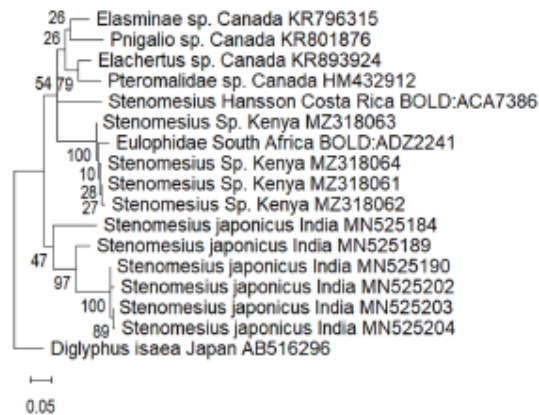 26
Elasminae sp. Canada KR796315
26
Pnigalio sp. Canada KR801876
Elachertus sp. Canada KR893924
54 79
Pteromalidae sp. Canada HM432912
Stenomesius Hansson Costa Rica BOLD:ACA7386
Stenomesius Sp. Kenya MZ318063
Eulophidae South Africa BOLD:ADZ2241
100
Stenomesius Sp. Kenya MZ318064
10
Stenomesius Sp. Kenya MZ318061
28
Stenomesius Sp. Kenya MZ318062
27
Stenomesius japonicus India MN525184
Stenomesius japonicus India MN525189
47
Stenomesius japonicus India MN525190
97
Stenomesius japonicus India MN525202
100
Stenomesius japonicus India MN525203
Stenomesius japonicus India MN525204
89
Diglyphus isaea Japan AB516296
0.05